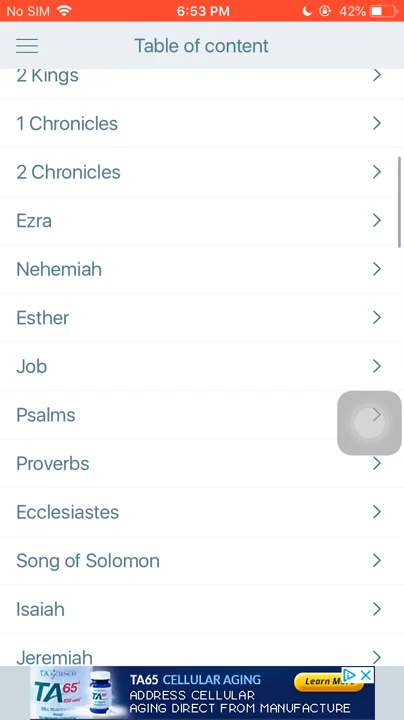 No SIM 6:53 PM 42%
Table of content
2 Kings
1 Chronicles
2 Chronicles
Ezra
Nehemiah
Esther
Job
Psalms
Proverbs
Ecclesiastes
Song of Solomon
Isaiah
Jeremiah
TA65 CELLULAR AGING
ADDRESS CELLULAR
AGING DIRECT FROM MANUFACTURE
TA65
Learn More